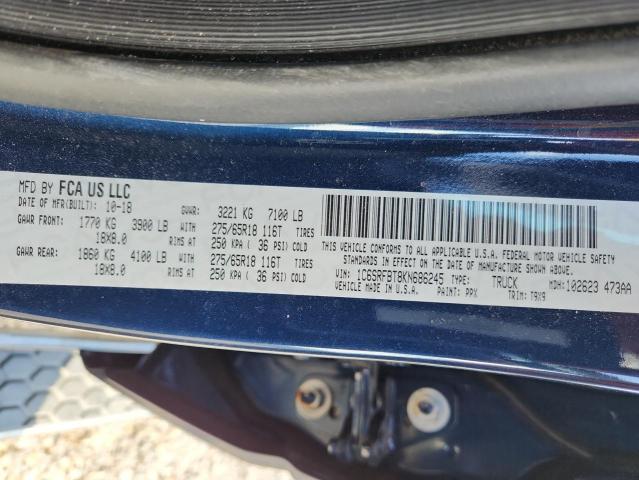 MFD BY FCA US LLC
DATE OF MFR(BUILT): 10-18 GVWR: 3221 KG 7100 LB
GAWR FRONT: 1770 KG 3900 LB 275/65R18 116T TIRES
18X8.0 RIMS AT 250 KPA ( 36 PSI) COLD
GAWR REAR: 1860 KG 4100 LB 275/65R18 116T TIRES
18X8.0 RIMS AT 250 KPA ( 36 PSI) COLD
THIS VEHICLE CONFORMS TO ALL APPLICABLE U.S.A. FEDERAL MOTOR VEHICLE SAFETY
STANDARDS IN EFFECT ON THE DATE OF MANUFACTURE SHOWN ABOVE.
VIN: 1C6SRFBT8KN686245 TYPE: TRUCK MDH: 102623 473AA
VEHICLE MADE IN U.S.A. PAINT: PPX TRIM: T9X9